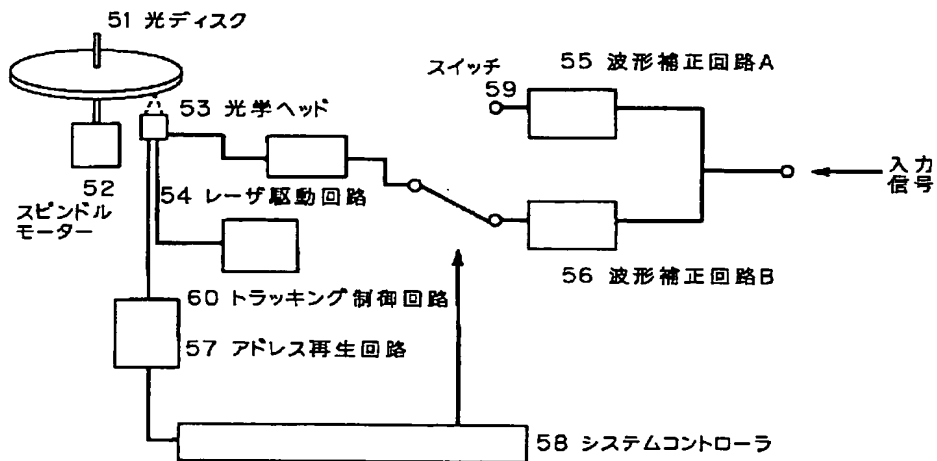 51 光ディスク
53 光学ヘッド
52
スピンドル
モーター
54 レーザ駆動回路
60 トラッキング制御回路
57 アドレス再生回路
58 システムコントローラ
スイッチ
59
55 波形補正回路A
56 波形補正回路B
入力
信号